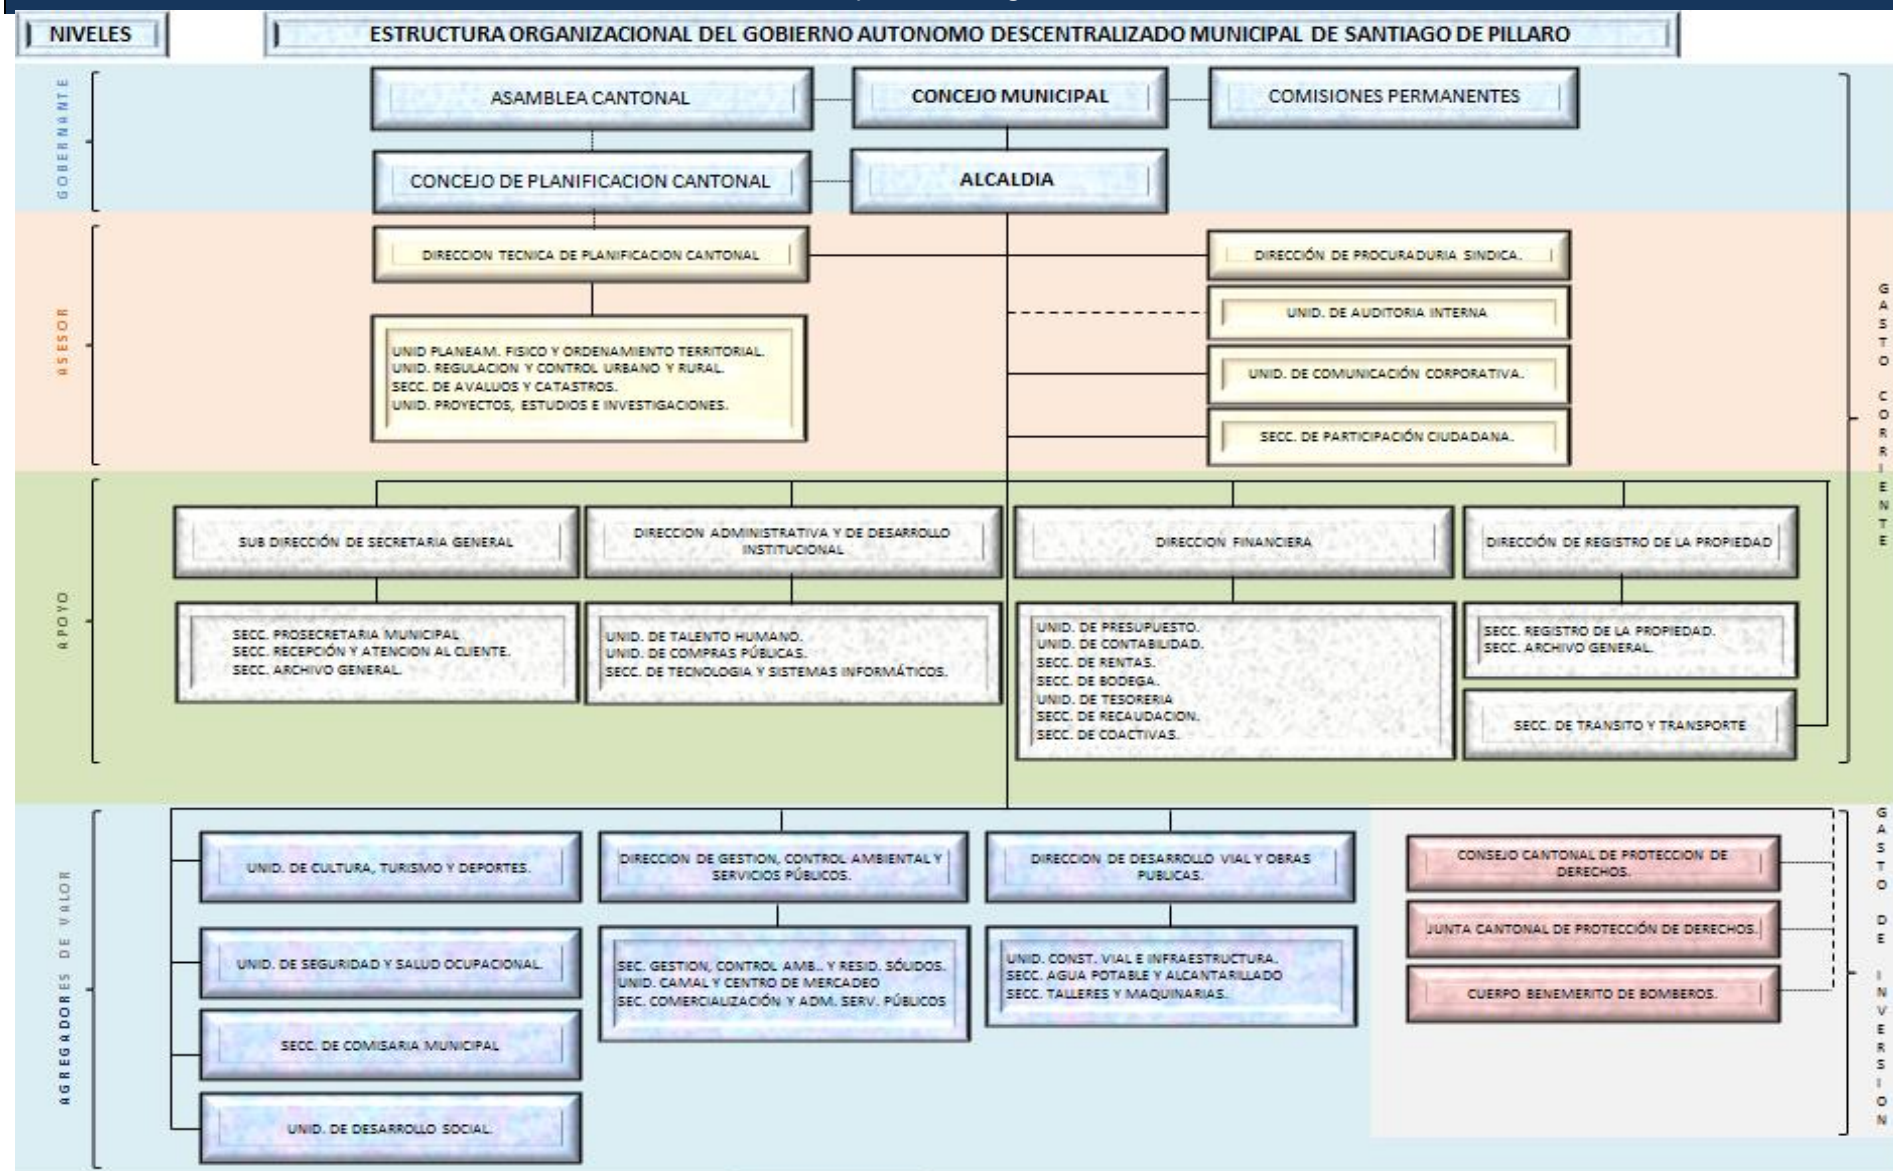 NIVELES
ESTRUCTURA ORGANIZACIONAL DEL GOBIERNO AUTONOMO DESCENTRALIZADO MUNICIPAL DE SANTIAGO DE PILLARO
GOBERNANTE
ASAMBLEA CANTONAL
CONCEJO MUNICIPAL
COMISIONES PERMANENTES
CONCEJO DE PLANIFICACION CANTONAL
ALCALDIA
ASESOR
DIRECCION TECNICA DE PLANIFICACION CANTONAL
DIRECCIÓN DE PROCURADURIA SINDICA.
UNID. DE AUDITORIA INTERNA
UNID PLANEAM. FISICO Y ORDENAMIENTO TERRITORIAL.
UNID. REGULACION Y CONTROL URBANO Y RURAL.
SECC. DE AVALUOS Y CATASTROS.
UNID. PROYECTOS, ESTUDIOS E INVESTIGACIONES.
UNID. DE COMUNICACIÓN CORPORATIVA.
SECC. DE PARTICIPACIÓN CIUDADANA.
GASTO CORRIENTE
APOYO
SUB DIRECCIÓN DE SECRETARIA GENERAL
DIRECCION ADMINISTRATIVA Y DE DESARROLLO
INSTITUCIONAL
DIRECCION FINANCIERA
DIRECCIÓN DE REGISTRO DE LA PROPIEDAD
SECC. PROSECRETARIA MUNICIPAL
SECC. RECEPCIÓN Y ATENCION AL CLIENTE.
SECC. ARCHIVO GENERAL.
UNID. DE TALENTO HUMANO.
UNID. DE COMPRAS PÚBLICAS.
SECC. DE TECNOLOGIA Y SISTEMAS INFORMÁTICOS.
UNID. DE PRESUPUESTO.
UNID. DE CONTABILIDAD.
SECC. DE RENTAS.
SECC. DE BODEGA.
UNID. DE TESORERIA
SECC. DE RECAUDACION.
SECC. DE COACTIVAS.
SECC. REGISTRO DE LA PROPIEDAD.
SECC. ARCHIVO GENERAL.
SECC. DE TRANSITO Y TRANSPORTE
AGREGADORES DE VALOR
UNID. DE CULTURA, TURISMO Y DEPORTES.
UNID. DE SEGURIDAD Y SALUD OCUPACIONAL.
SECC. DE COMISARIA MUNICIPAL
UNID. DE DESARROLLO SOCIAL.
DIRECCION DE GESTION, CONTROL AMBIENTAL Y
SERVICIOS PÚBLICOS.
SEC. GESTION, CONTROL AMB.. Y RESID. SÓLIDOS.
UNID. CAMAL Y CENTRO DE MERCADEO
SEC. COMERCIALIZACIÓN Y ADM. SERV. PÚBLICOS
DIRECCION DE DESARROLLO VIAL Y OBRAS
PUBLICAS.
UNID. CONST. VIAL E INFRAESTRUCTURA.
SECC. AGUA POTABLE Y ALCANTARILLADO
SECC. TALLERES Y MAQUINARIAS.
CONSEJO CANTONAL DE PROTECCION DE
DERECHOS.
JUNTA CANTONAL DE PROTECCIÓN DE DERECHOS.
CUERPO BENEMERITO DE BOMBEROS.
GASTO DE INVERSION